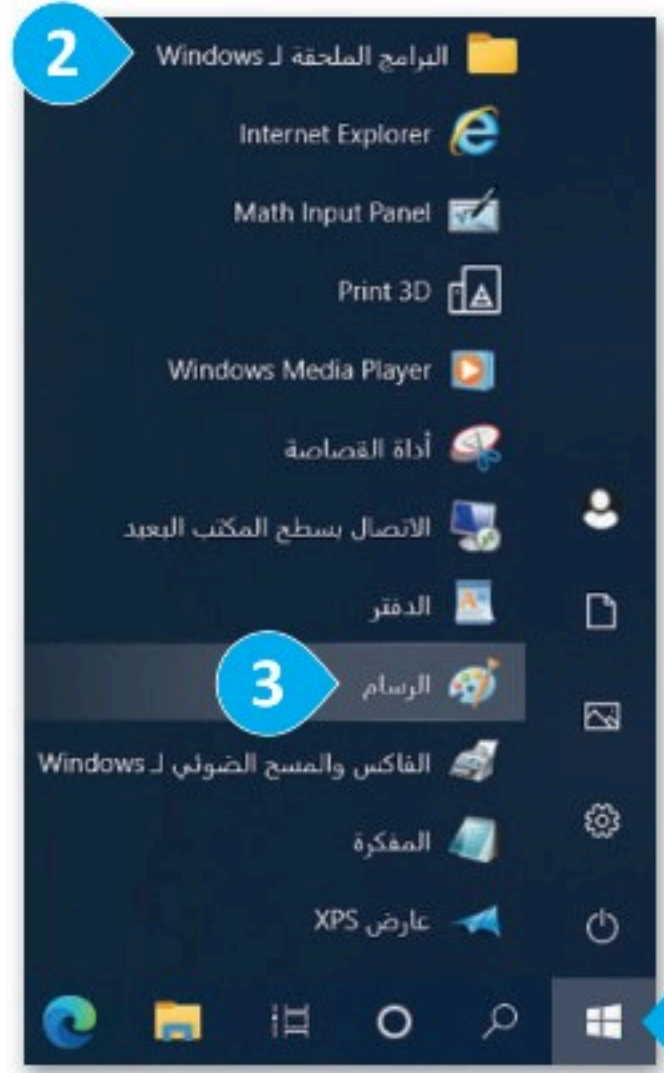 2
البرامج الملحقة لـ Windows
Internet Explorer
Math Input Panel
Print 3D
Windows Media Player
أداة القصاصة
الاتصال بسطح المكتب البعيد
الدفتر
الرسام
3
الفاكس والمسح الضوئي لـ Windows
المفكرة
عارض XPS